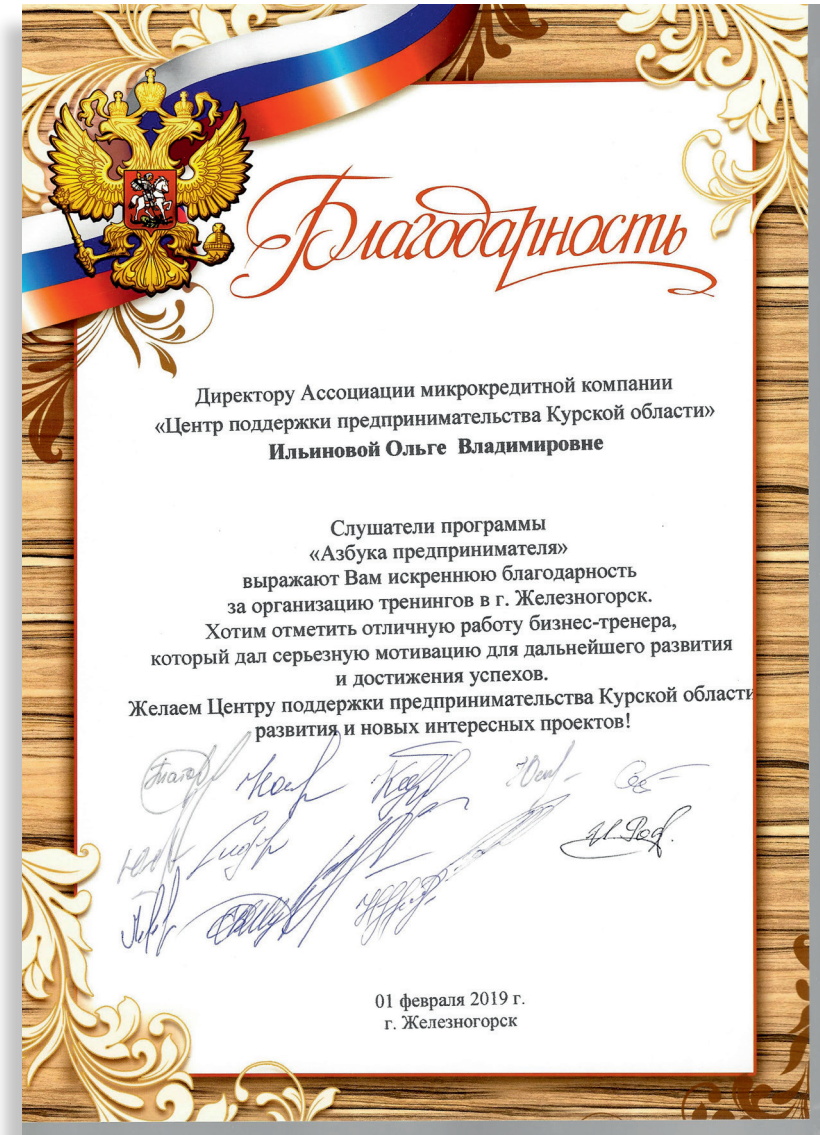 Благодарность
Директору Ассоциации микрокредитной компании
«Центр поддержки предпринимательства Курской области»
Ильиновой Ольге Владимировне
Слушатели программы
«Азбука предпринимателя»
выражают Вам искреннюю благодарность
за организацию тренингов в г. Железногорск.
Хотим отметить отличную работу бизнес-тренера,
который дал серьезную мотивацию для дальнейшего развития
и достижения успехов.
Желаем Центру поддержки предпринимательства Курской области
развития и новых интересных проектов!
01 февраля 2019 г.
г. Железногорск